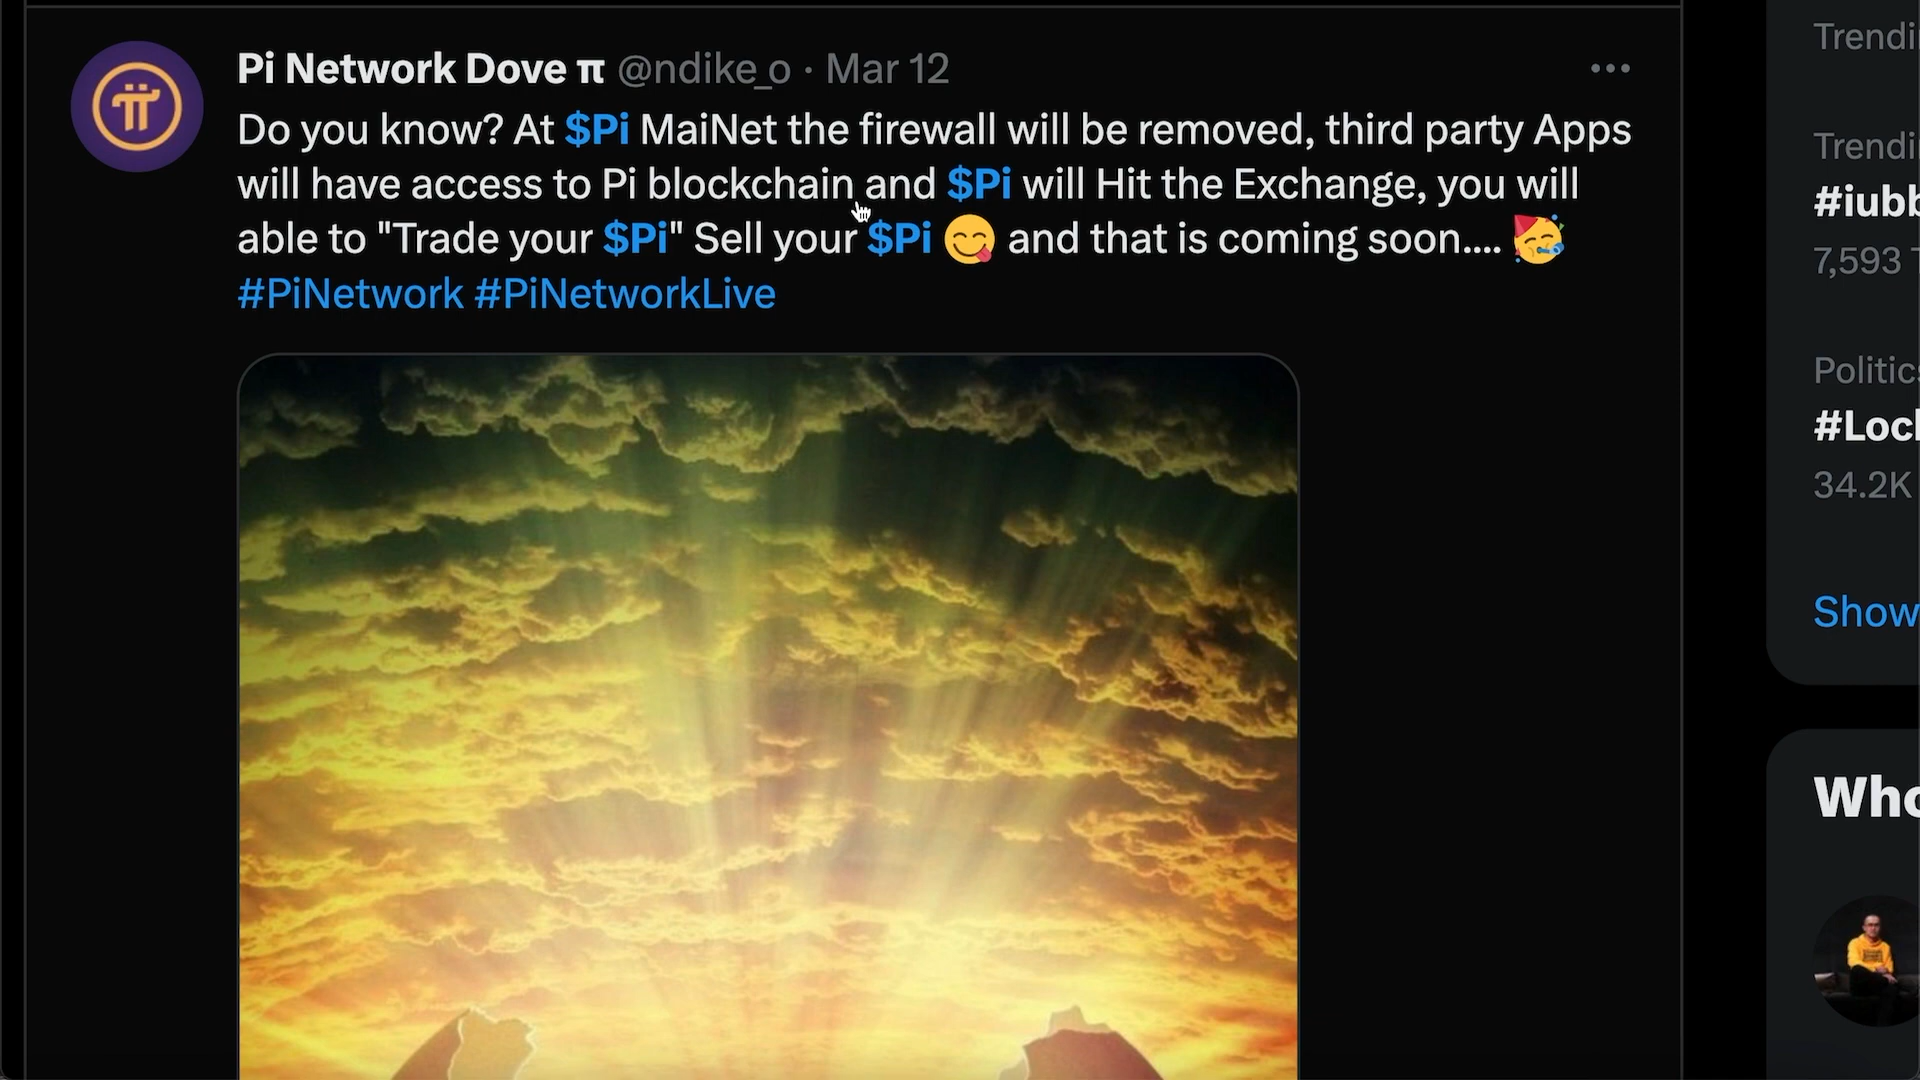 Pi Network Dove π @ndike_o · Mar 12
Do you know? At $Pi MaiNet the firewall will be removed, third party Apps
will have access to Pi blockchain and $Pi will Hit the Exchange, you will
able to "Trade your $Pi" Sell your $Pi 😋 and that is coming soon.... 🥳
#PiNetwork #PiNetworkLive
Trendi
Trendi
#iubb
7,593
Politics
#Lock
34.2K
Show
Who